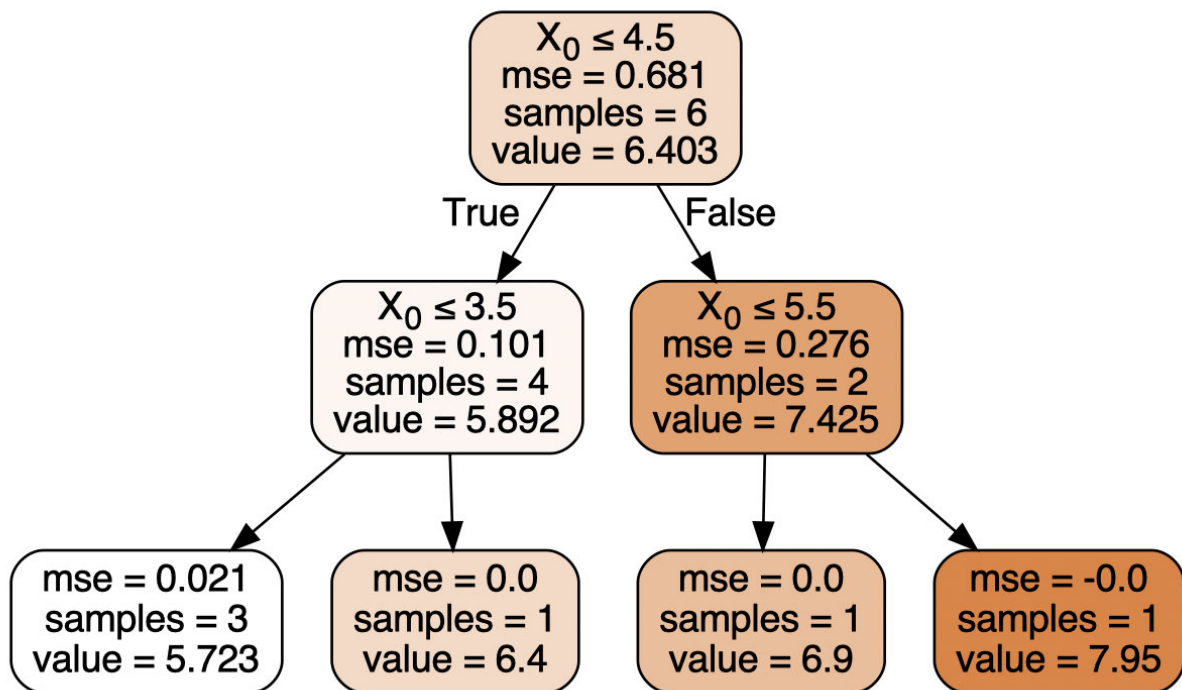 X₀ ≤ 4.5
mse = 0.681
samples = 6
value = 6.403
True
False
X₀ ≤ 3.5
mse = 0.101
samples = 4
value = 5.892
X₀ ≤ 5.5
mse = 0.276
samples = 2
value = 7.425
mse = 0.021
samples = 3
value = 5.723
mse = 0.0
samples = 1
value = 6.4
mse = 0.0
samples = 1
value = 6.9
mse = -0.0
samples = 1
value = 7.95